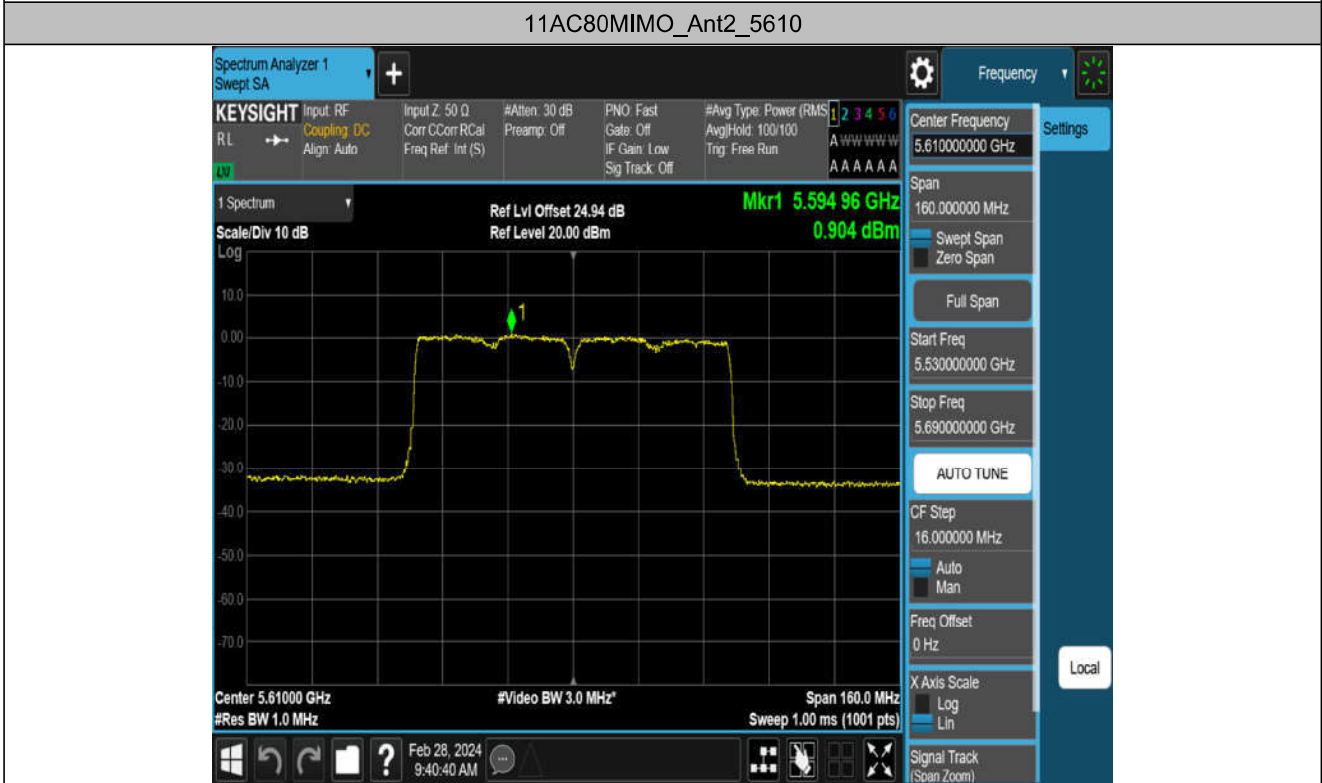 11AC80MIMO_Ant2_5610
Spectrum Analyzer 1
Swept SA
+
Frequency
KEYSIGHT
RL
LXI
Input: RF
Coupling: DC
Align: Auto
Input Z: 50 Ω
Corr CCorr RCal
Freq Ref: Int (S)
#Atten: 30 dB
Preamp: Off
PNO: Fast
Gate: Off
IF Gain: Low
Sig Track: Off
#Avg Type: Power (RMS
Avg|Hold: 100/100
Trig: Free Run
1 2 3 4 5 6
A W W W W W
A A A A A A
1 Spectrum
Scale/Div 10 dB
Ref Lvl Offset 24.94 dB
Ref Level 20.00 dBm
Mkr1 5.594 96 GHz
0.904 dBm
Log
10.0
0.00
-10.0
-20.0
-30.0
-40.0
-50.0
-60.0
-70.0
1
Center 5.61000 GHz
#Res BW 1.0 MHz
#Video BW 3.0 MHz*
Span 160.0 MHz
Sweep 1.00 ms (1001 pts)
Center Frequency
5.610000000 GHz
Settings
Span
160.000000 MHz
Swept Span
Zero Span
Full Span
Start Freq
5.530000000 GHz
Stop Freq
5.690000000 GHz
AUTO TUNE
CF Step
16.000000 MHz
Auto
Man
Freq Offset
0 Hz
X Axis Scale
Log
Lin
Signal Track
(Span Zoom)
Local
?
Feb 28, 2024
9:40:40 AM